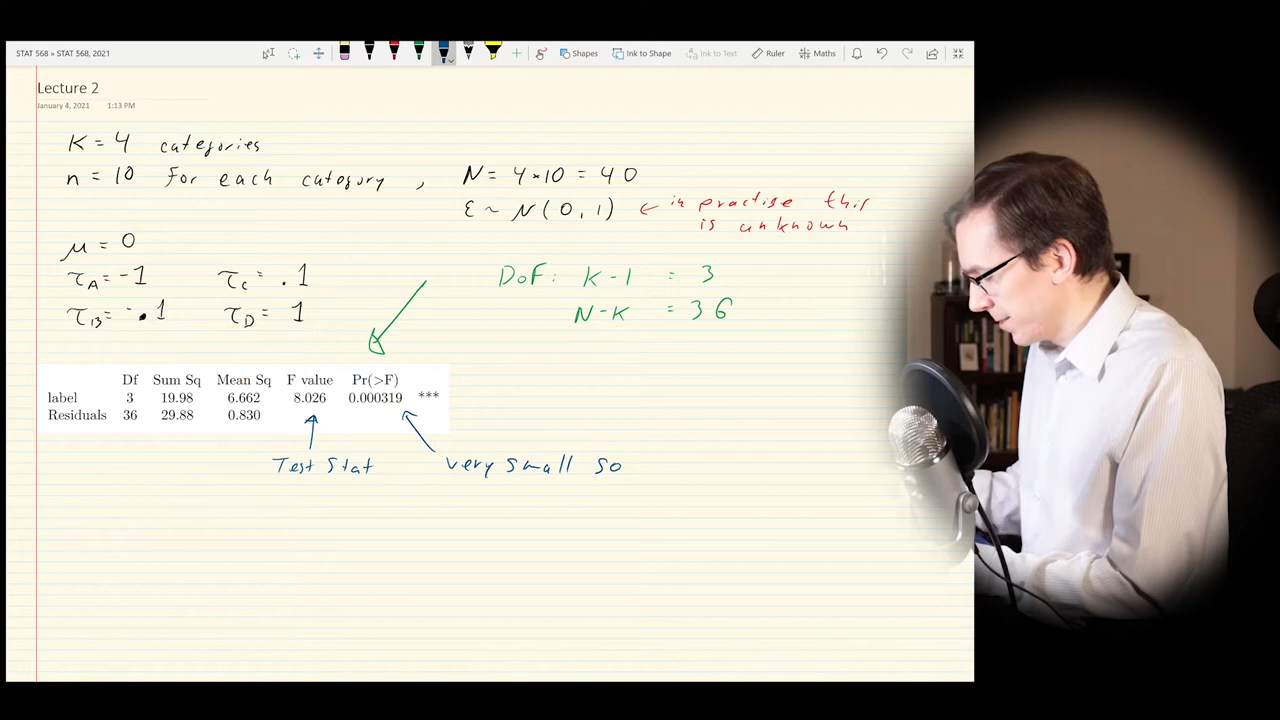 STAT 568 » STAT 568, 2021
Shapes
Ink to Shape
Ink to Text
Ruler
Maths
Lecture 2
January 4, 2021 1:13 PM
K = 4 categories
n = 10 for each category , N = 4×10 = 40
ε ~ N(0,1) ← in practise this
is unknown
μ = 0
τA = -1 τC = .1 DoF: K-1 = 3
τB = -.1 τD = 1 N-K = 36
Df Sum Sq Mean Sq F value Pr(>F)
label 3 19.98 6.662 8.026 0.000319 ***
Residuals 36 29.88 0.830
Test Stat very small so